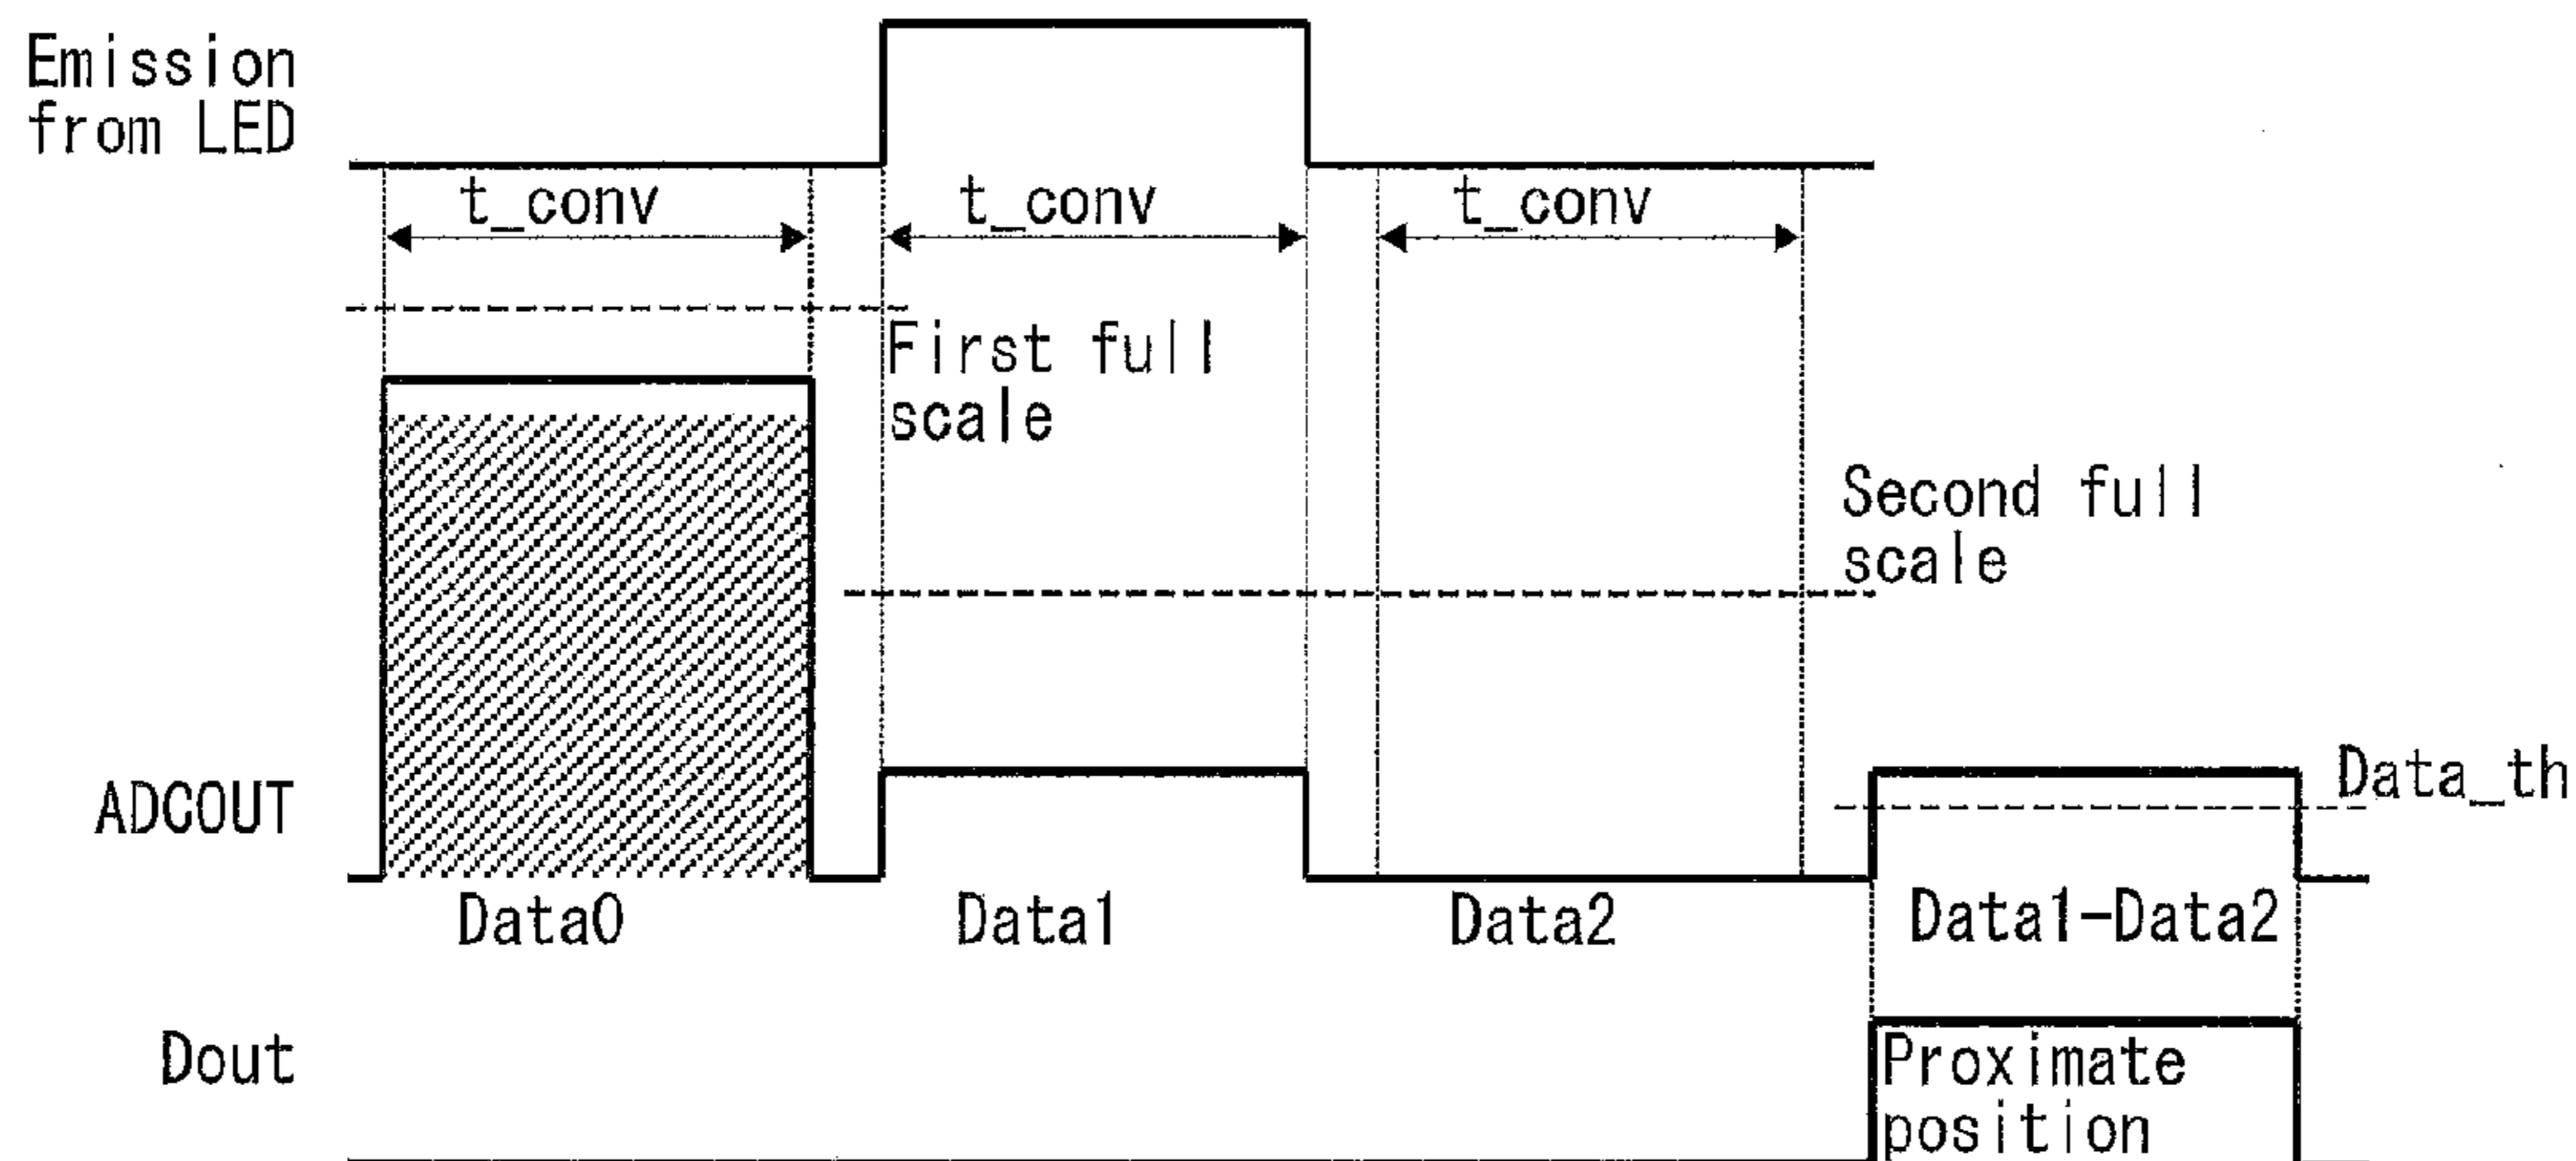 Emission
from LED
t_conv
t_conv
t_conv
First full
scale
Second full
scale
ADCOUT
Data_th
Data0
Data1
Data2
Data1-Data2
Dout
Proximate
position